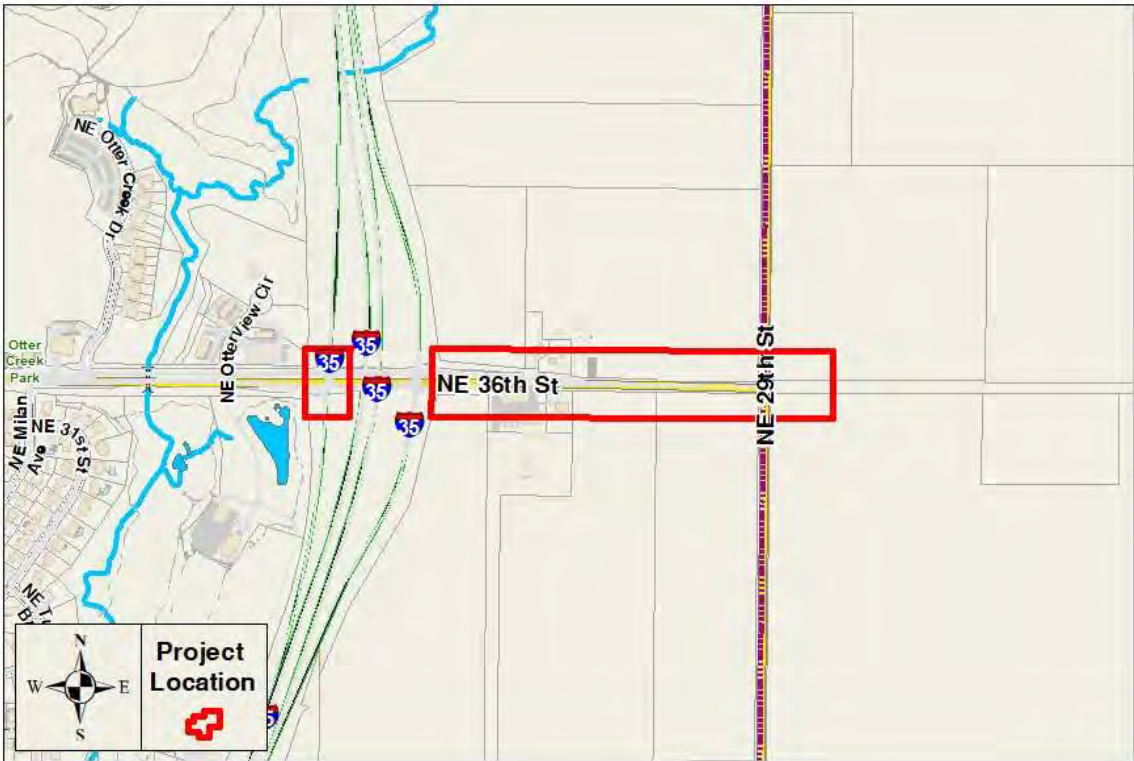 NE Otter Creek Dr
NE OtterView Cir
Otter
Creek
Park
35
35
35
35
NE 36th St
NE 29th St
NE Milan
Ave
NE 31st St
N
W
E
S
Project
Location